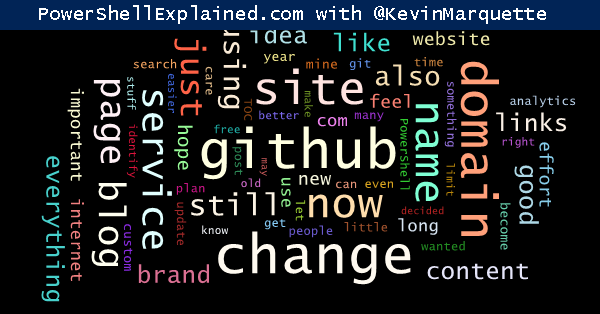 PowerShellExplained.com with @KevinMarquette
just
using
idea
like
website
year
mine
git
time
search
care
also
domain
easier
stuff
page
service
site
feel
something
analytics
important
TOC
make
better
com
many
name
links
PowerShell
right
identify
hope
free
post
github
effort
everything
internet
blog
may
new
can
even
limit
good
plan
old
use
custom
update
still
let
now
decided
long
become
know
get
people
little
wanted
brand
change
content